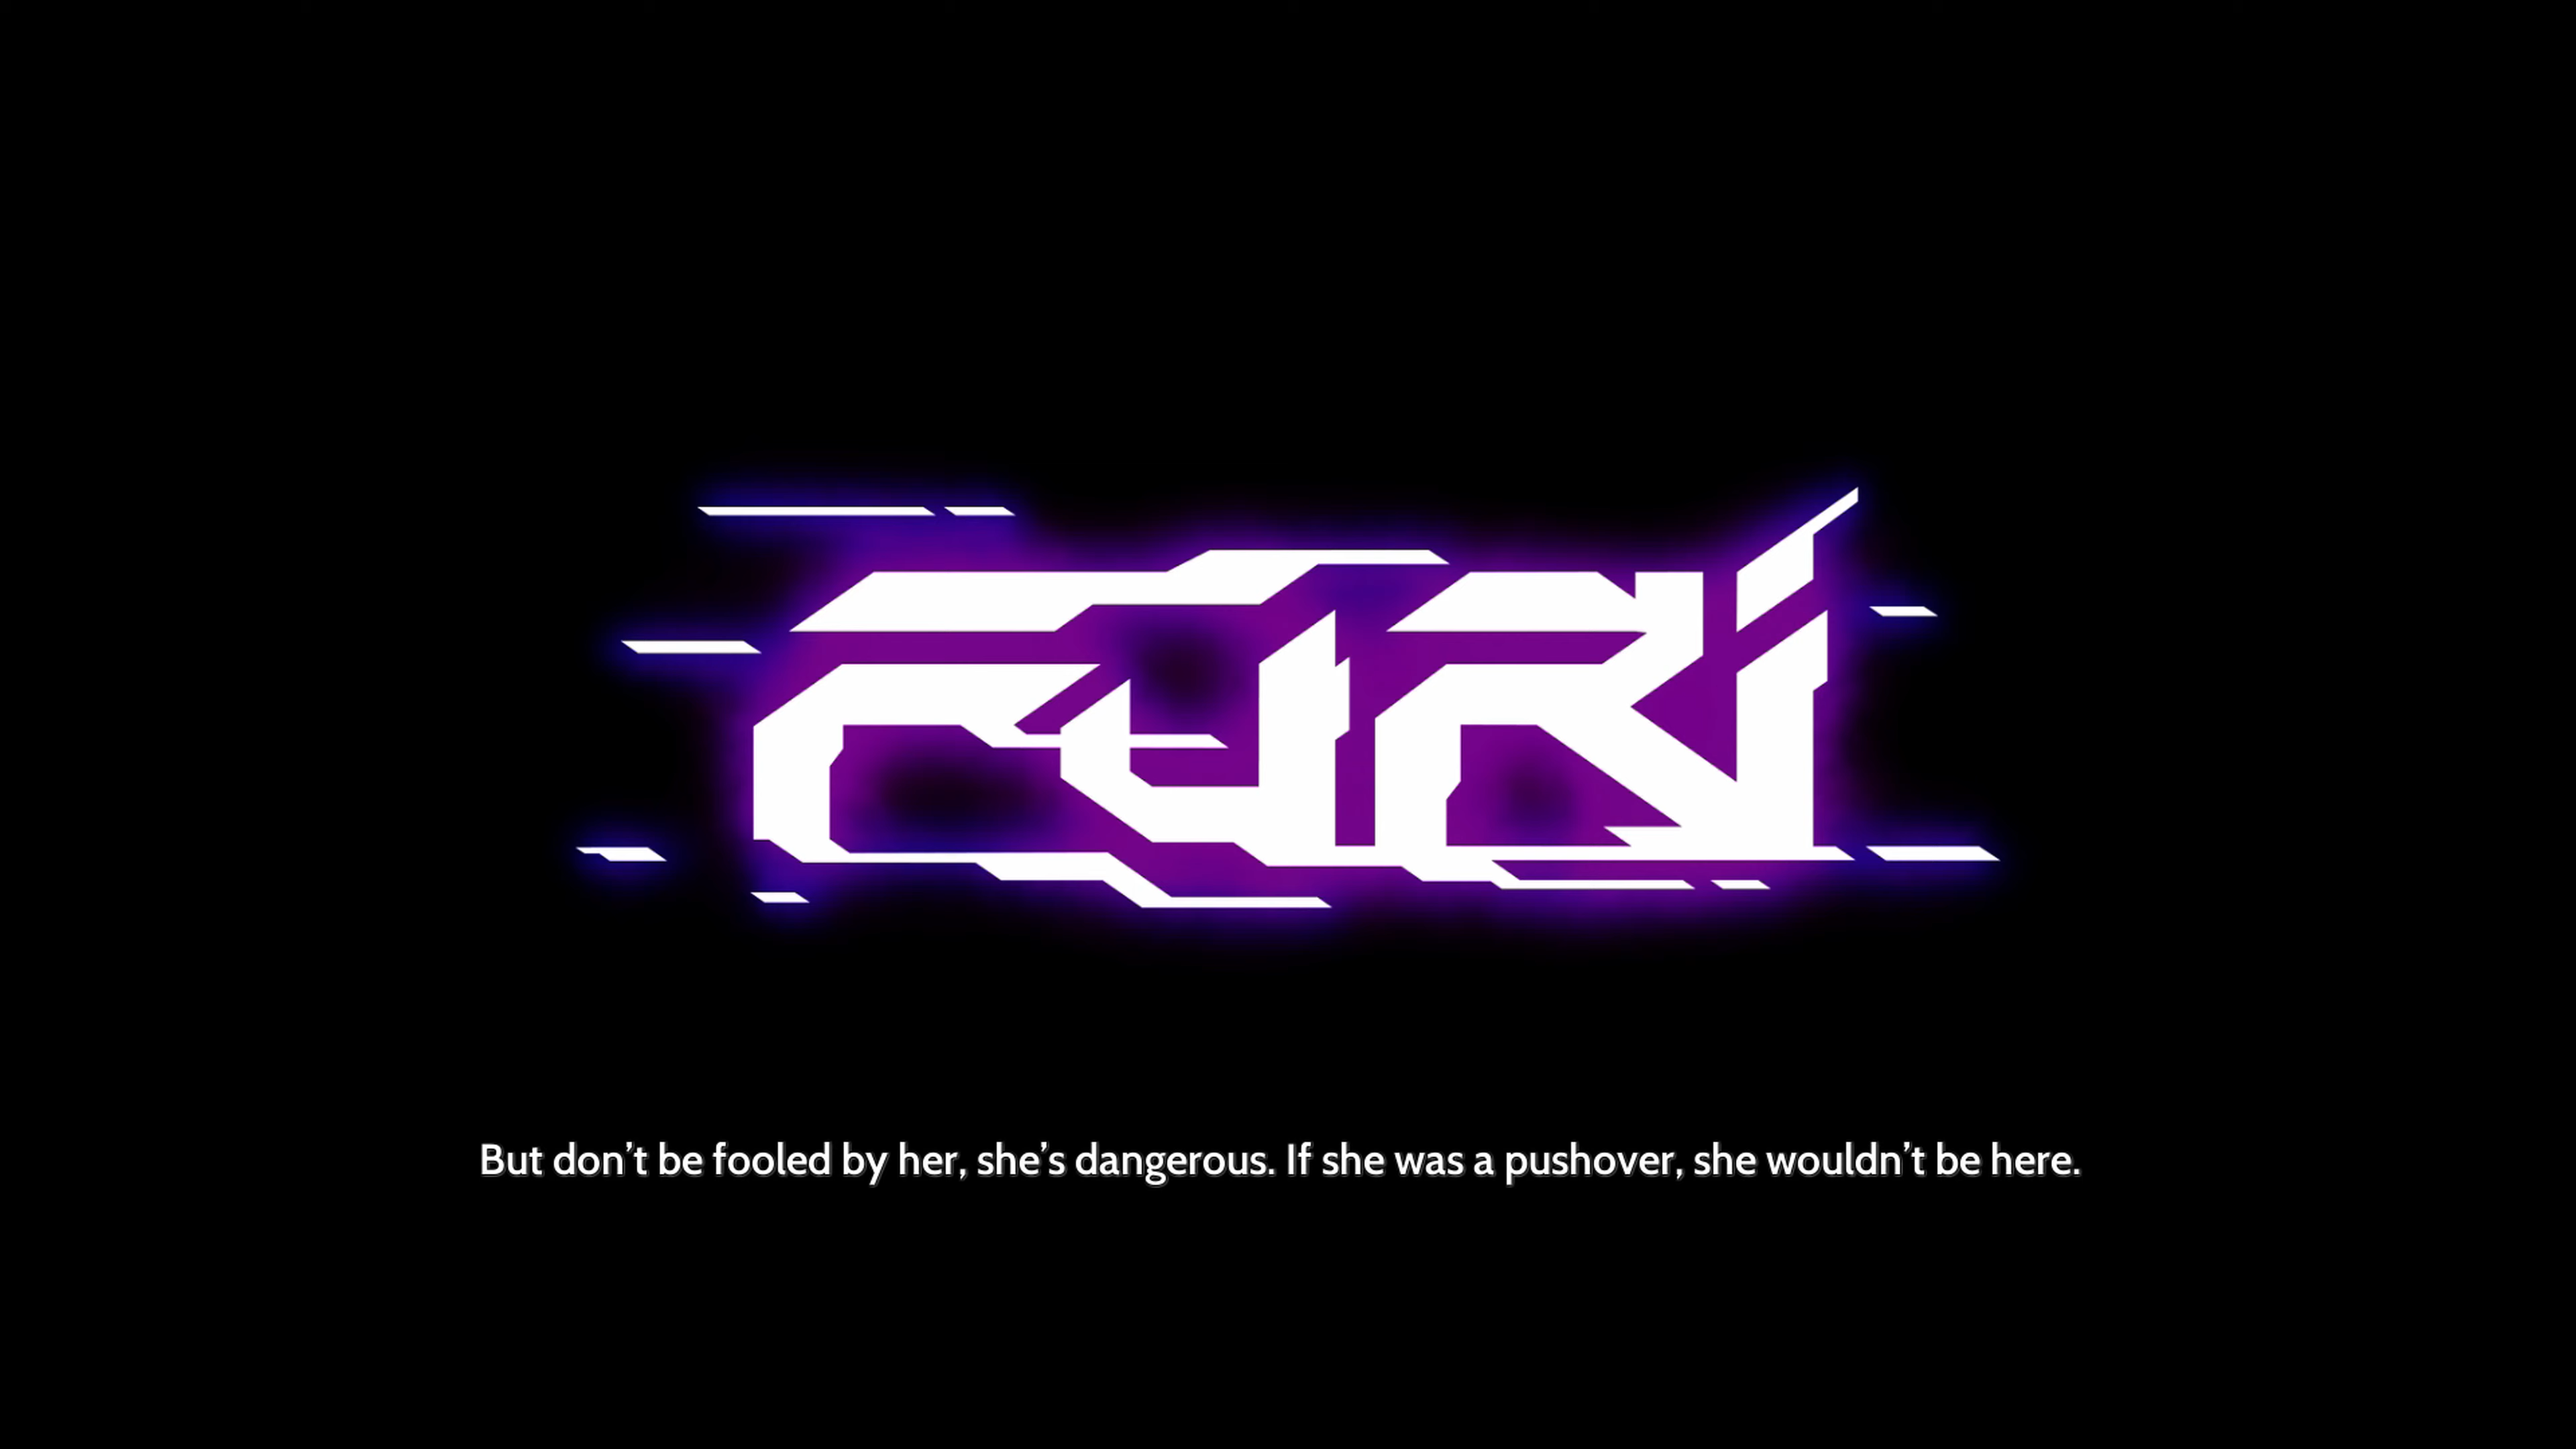 FURI
But don’t be fooled by her, she’s dangerous. If she was a pushover, she wouldn’t be here.